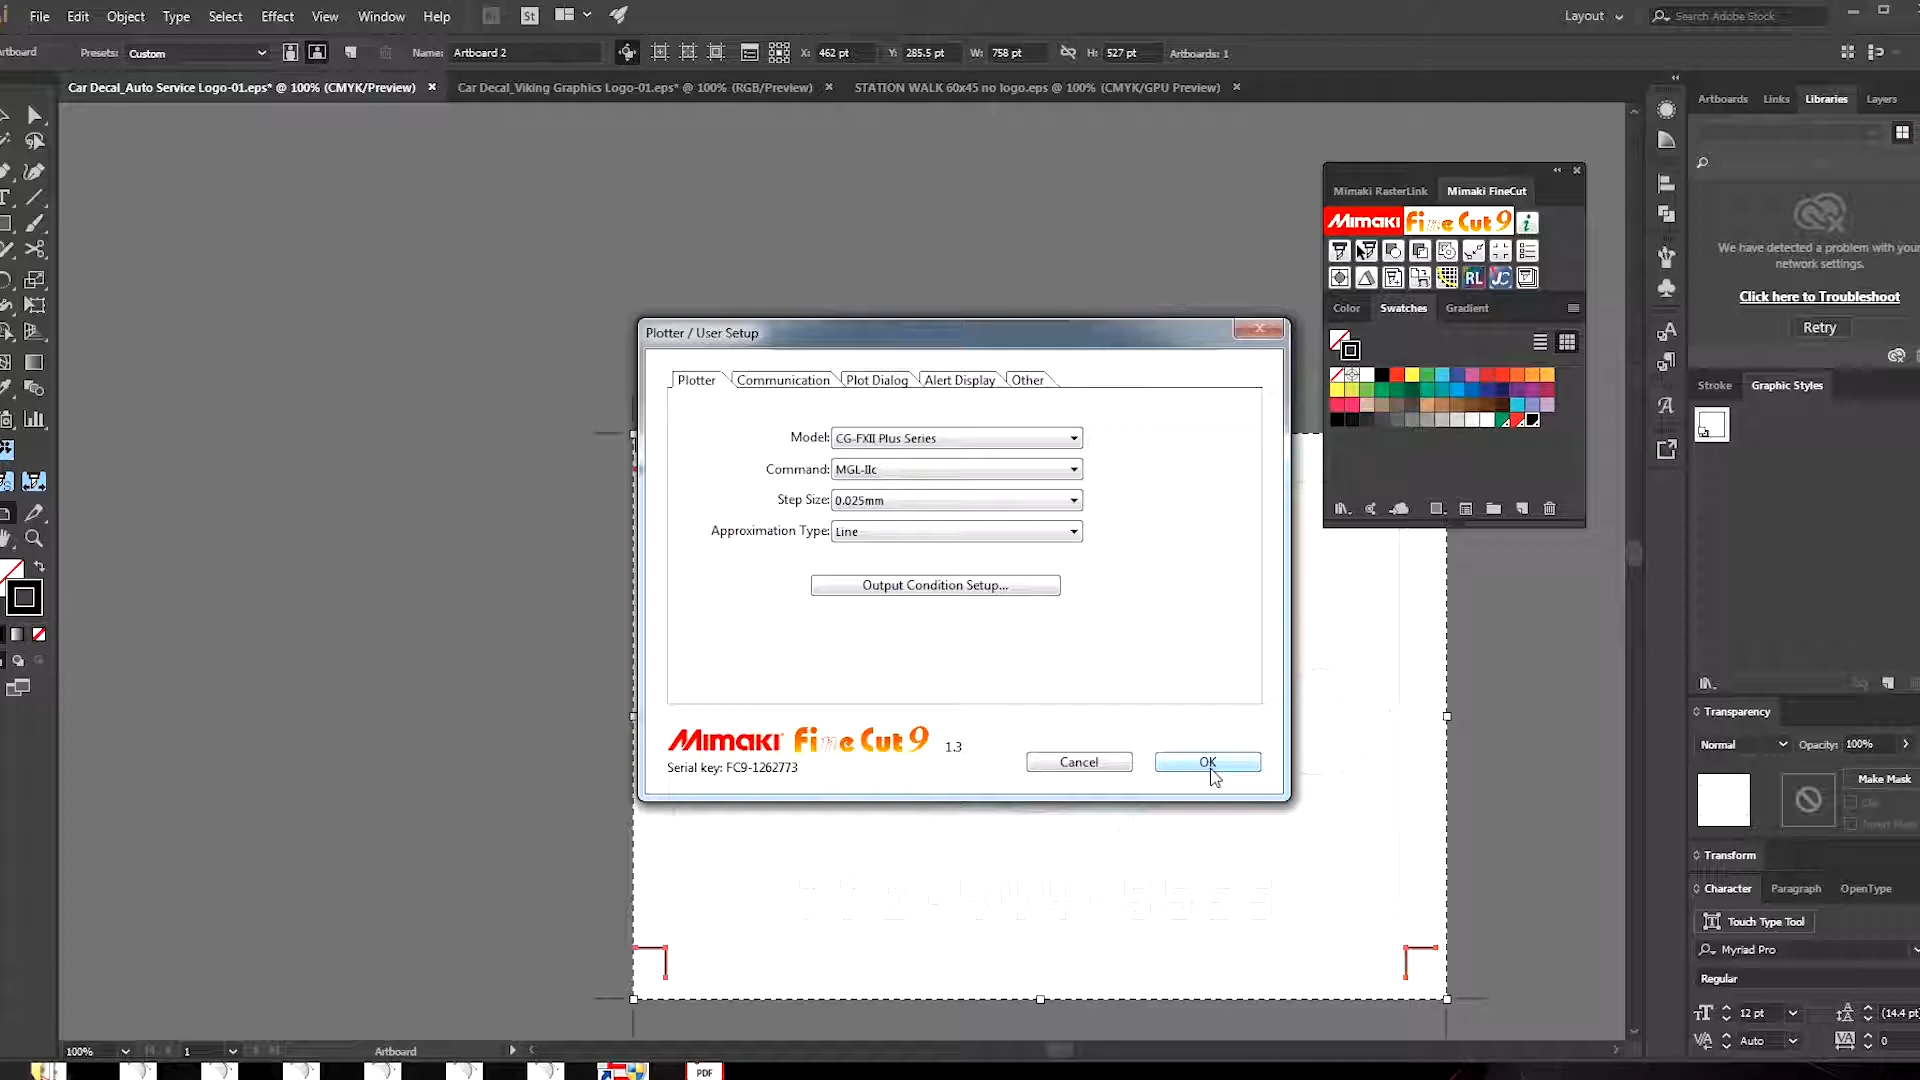 File Edit Object Type Select Effect View Window Help St Layout Search Adobe Stock
Artboard Presets: Custom Name: Artboard 2 X: 462 pt Y: 285.5 pt W: 758 pt H: 527 pt Artboards: 1
Car Decal_Auto Service Logo-01.eps* @ 100% (CMYK/Preview) × Car Decal_Viking Graphics Logo-01.eps* @ 100% (RGB/Preview) × STATION WALK 60x45 no logo.eps @ 100% (CMYK/GPU Preview) ×
Artboards Links Libraries Layers
We have detected a problem with your
network settings.
Click here to Troubleshoot
Retry
Mimaki RasterLink Mimaki FineCut
Mimaki Fine Cut 9 i
RL JC
Color Swatches Gradient
Stroke Graphic Styles
Plotter / User Setup
Plotter Communication Plot Dialog Alert Display Other
Model: CG-FXII Plus Series
Command: MGL-IIc
Step Size: 0.025mm
Approximation Type: Line
Output Condition Setup...
Mimaki Fine Cut 9 1.3
Serial key: FC9-1262773
Cancel OK
Transparency
Normal Opacity: 100%
Make Mask
Clip
Invert Mask
Transform
Character Paragraph OpenType
Touch Type Tool
Myriad Pro
Regular
12 pt (14.4 pt)
Auto 0
100% 1 Artboard
PDF